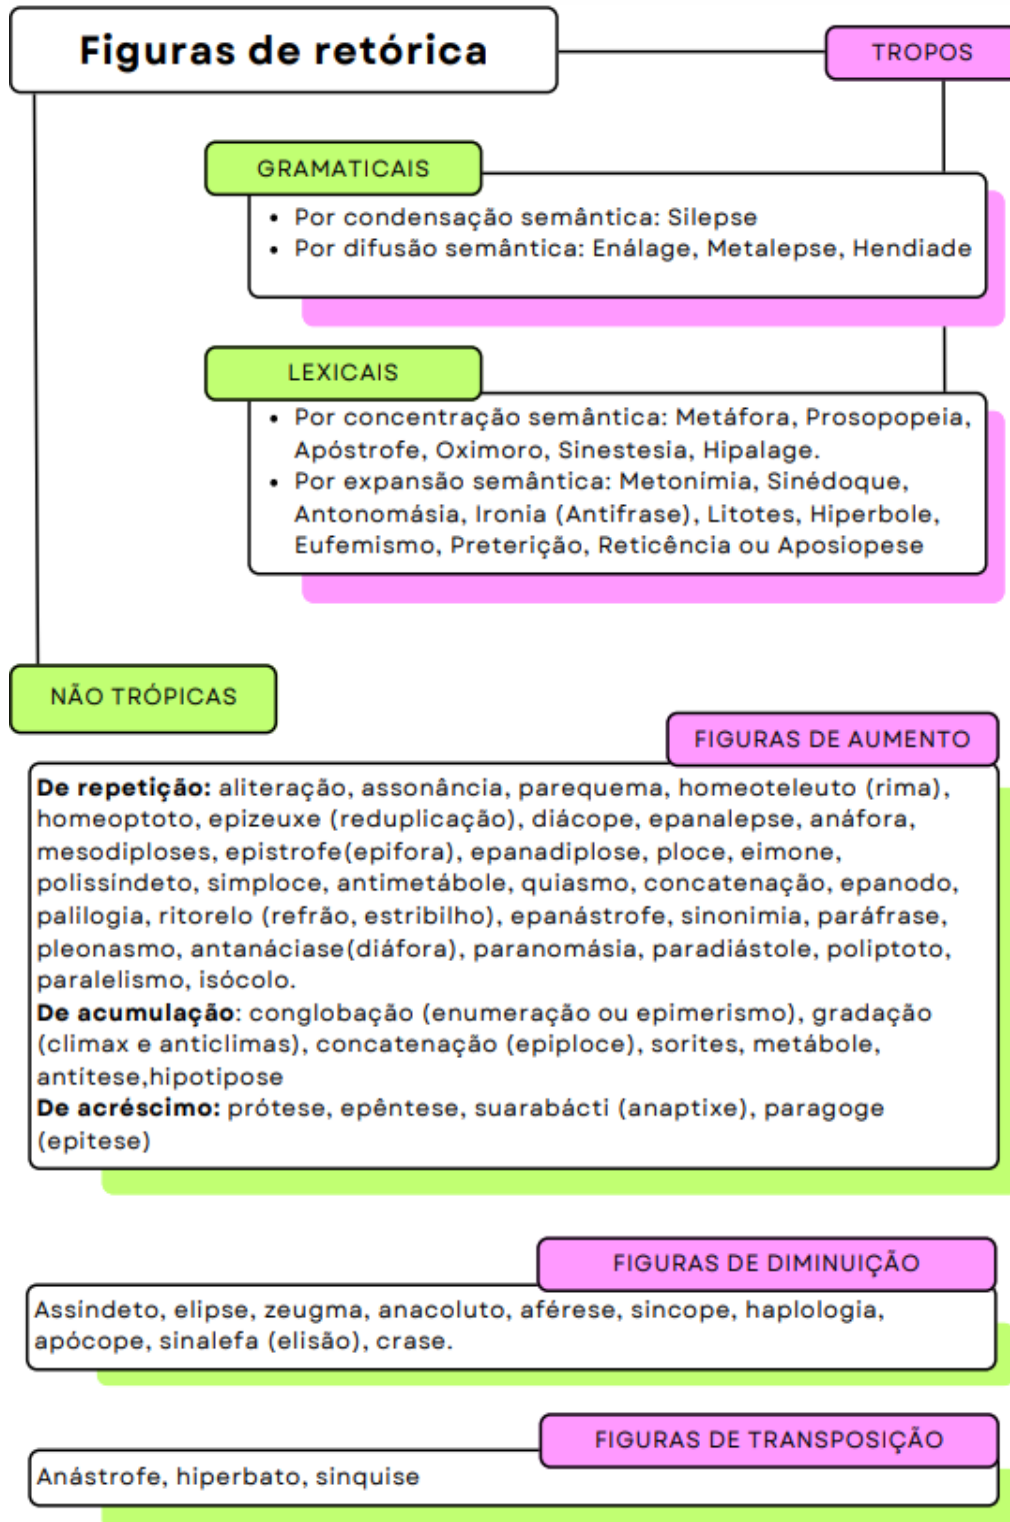 Figuras de retórica
TROPOS
GRAMATICAIS
• Por condensação semântica: Silepse
• Por difusão semântica: Enálage, Metalepse, Hendiade
LEXICAIS
• Por concentração semântica: Metáfora, Prosopopeia,
Apóstrofe, Oximoro, Sinestesia, Hipalage.
• Por expansão semântica: Metonímia, Sinédoque,
Antonomásia, Ironia (Antifrase), Litotes, Hiperbole,
Eufemismo, Preterição, Reticência ou Aposiopese
NÃO TRÓPICAS
FIGURAS DE AUMENTO
De repetição: aliteração, assonância, parequema, homeoteleuto (rima),
homeoptoto, epizeuxe (reduplicação), diácope, epanalepse, anáfora,
mesodiploses, epistrofe(epifora), epanadiplose, ploce, eimone,
polissíndeto, simploce, antimetábole, quiasmo, concatenação, epanodo,
palilogia, ritorelo (refrão, estribilho), epanástrofe, sinonimia, paráfrase,
pleonasmo, antanáciase(diáfora), paranomásia, paradiástole, poliptoto,
paralelismo, isócolo.
De acumulação: conglobação (enumeração ou epimerismo), gradação
(climax e anticlimas), concatenação (epiploce), sorites, metábole,
antítese,hipotipose
De acréscimo: prótese, epêntese, suarabácti (anaptixe), paragoge
(epitese)
FIGURAS DE DIMINUIÇÃO
Assíndeto, elipse, zeugma, anacoluto, aférese, sincope, haplologia,
apócope, sinalefa (elisão), crase.
FIGURAS DE TRANSPOSIÇÃO
Anástrofe, hiperbato, sinquise